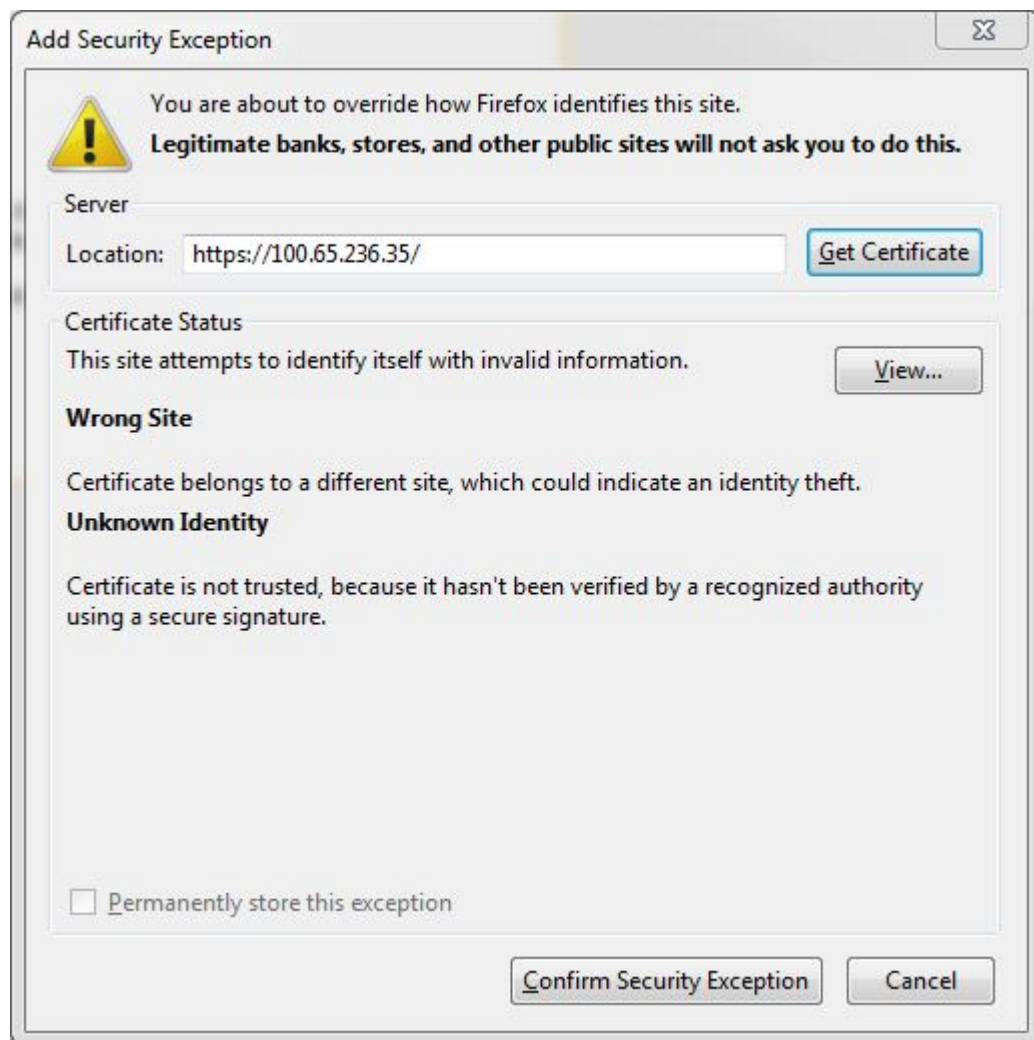 Add Security Exception
You are about to override how Firefox identifies this site.
Legitimate banks, stores, and other public sites will not ask you to do this.
Server
Location: https://100.65.236.35/ Get Certificate
Certificate Status
This site attempts to identify itself with invalid information. View...
Wrong Site
Certificate belongs to a different site, which could indicate an identity theft.
Unknown Identity
Certificate is not trusted, because it hasn't been verified by a recognized authority
using a secure signature.
Permanently store this exception
Confirm Security Exception Cancel